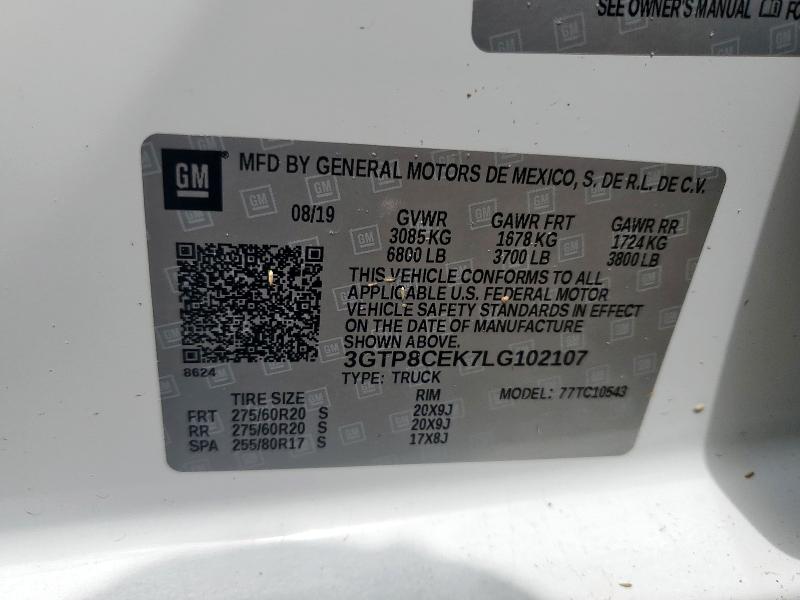 SEE OWNER'S MANUAL
GM MFD BY GENERAL MOTORS DE MEXICO, S. DE R.L. DE C.V.
08/19 GVWR GAWR FRT GAWR RR
3085 KG 1678 KG 1724 KG
6800 LB 3700 LB 3800 LB
THIS VEHICLE CONFORMS TO ALL
APPLICABLE U.S. FEDERAL MOTOR
VEHICLE SAFETY STANDARDS IN EFFECT
ON THE DATE OF MANUFACTURE
SHOWN ABOVE.
8624 3GTP8CEK7LG102107
TYPE: TRUCK MODEL: 77TC10543
TIRE SIZE RIM
FRT 275/60R20 S 20X9J
RR 275/60R20 S 20X9J
SPA 255/80R17 S 17X8J